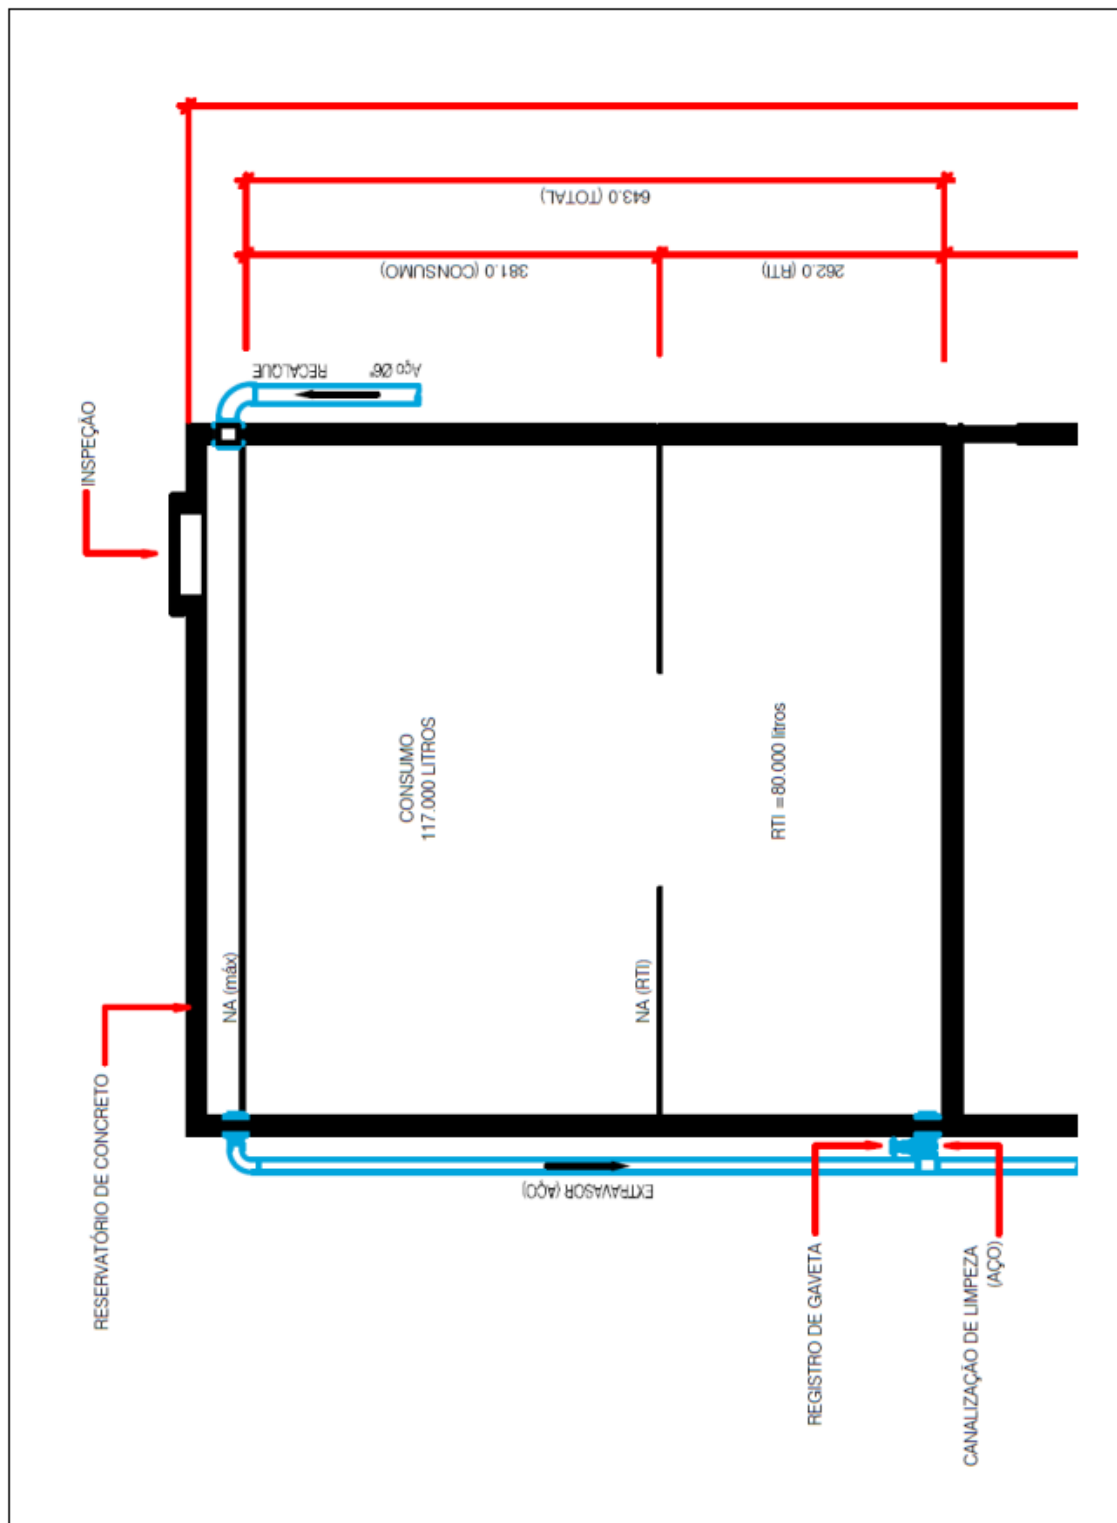 643.0 (TOTAL)
381.0 (CONSUMO)
262.0 (RTI)
RECALQUE
Aço Ø6"
INSPEÇÃO
CONSUMO
117.000 LITROS
RTI =80.000 litros
NA (máx)
NA (RTI)
RESERVATÓRIO DE CONCRETO
EXTRAVASOR (AÇO)
REGISTRO DE GAVETA
CANALIZAÇÃO DE LIMPEZA
(AÇO)